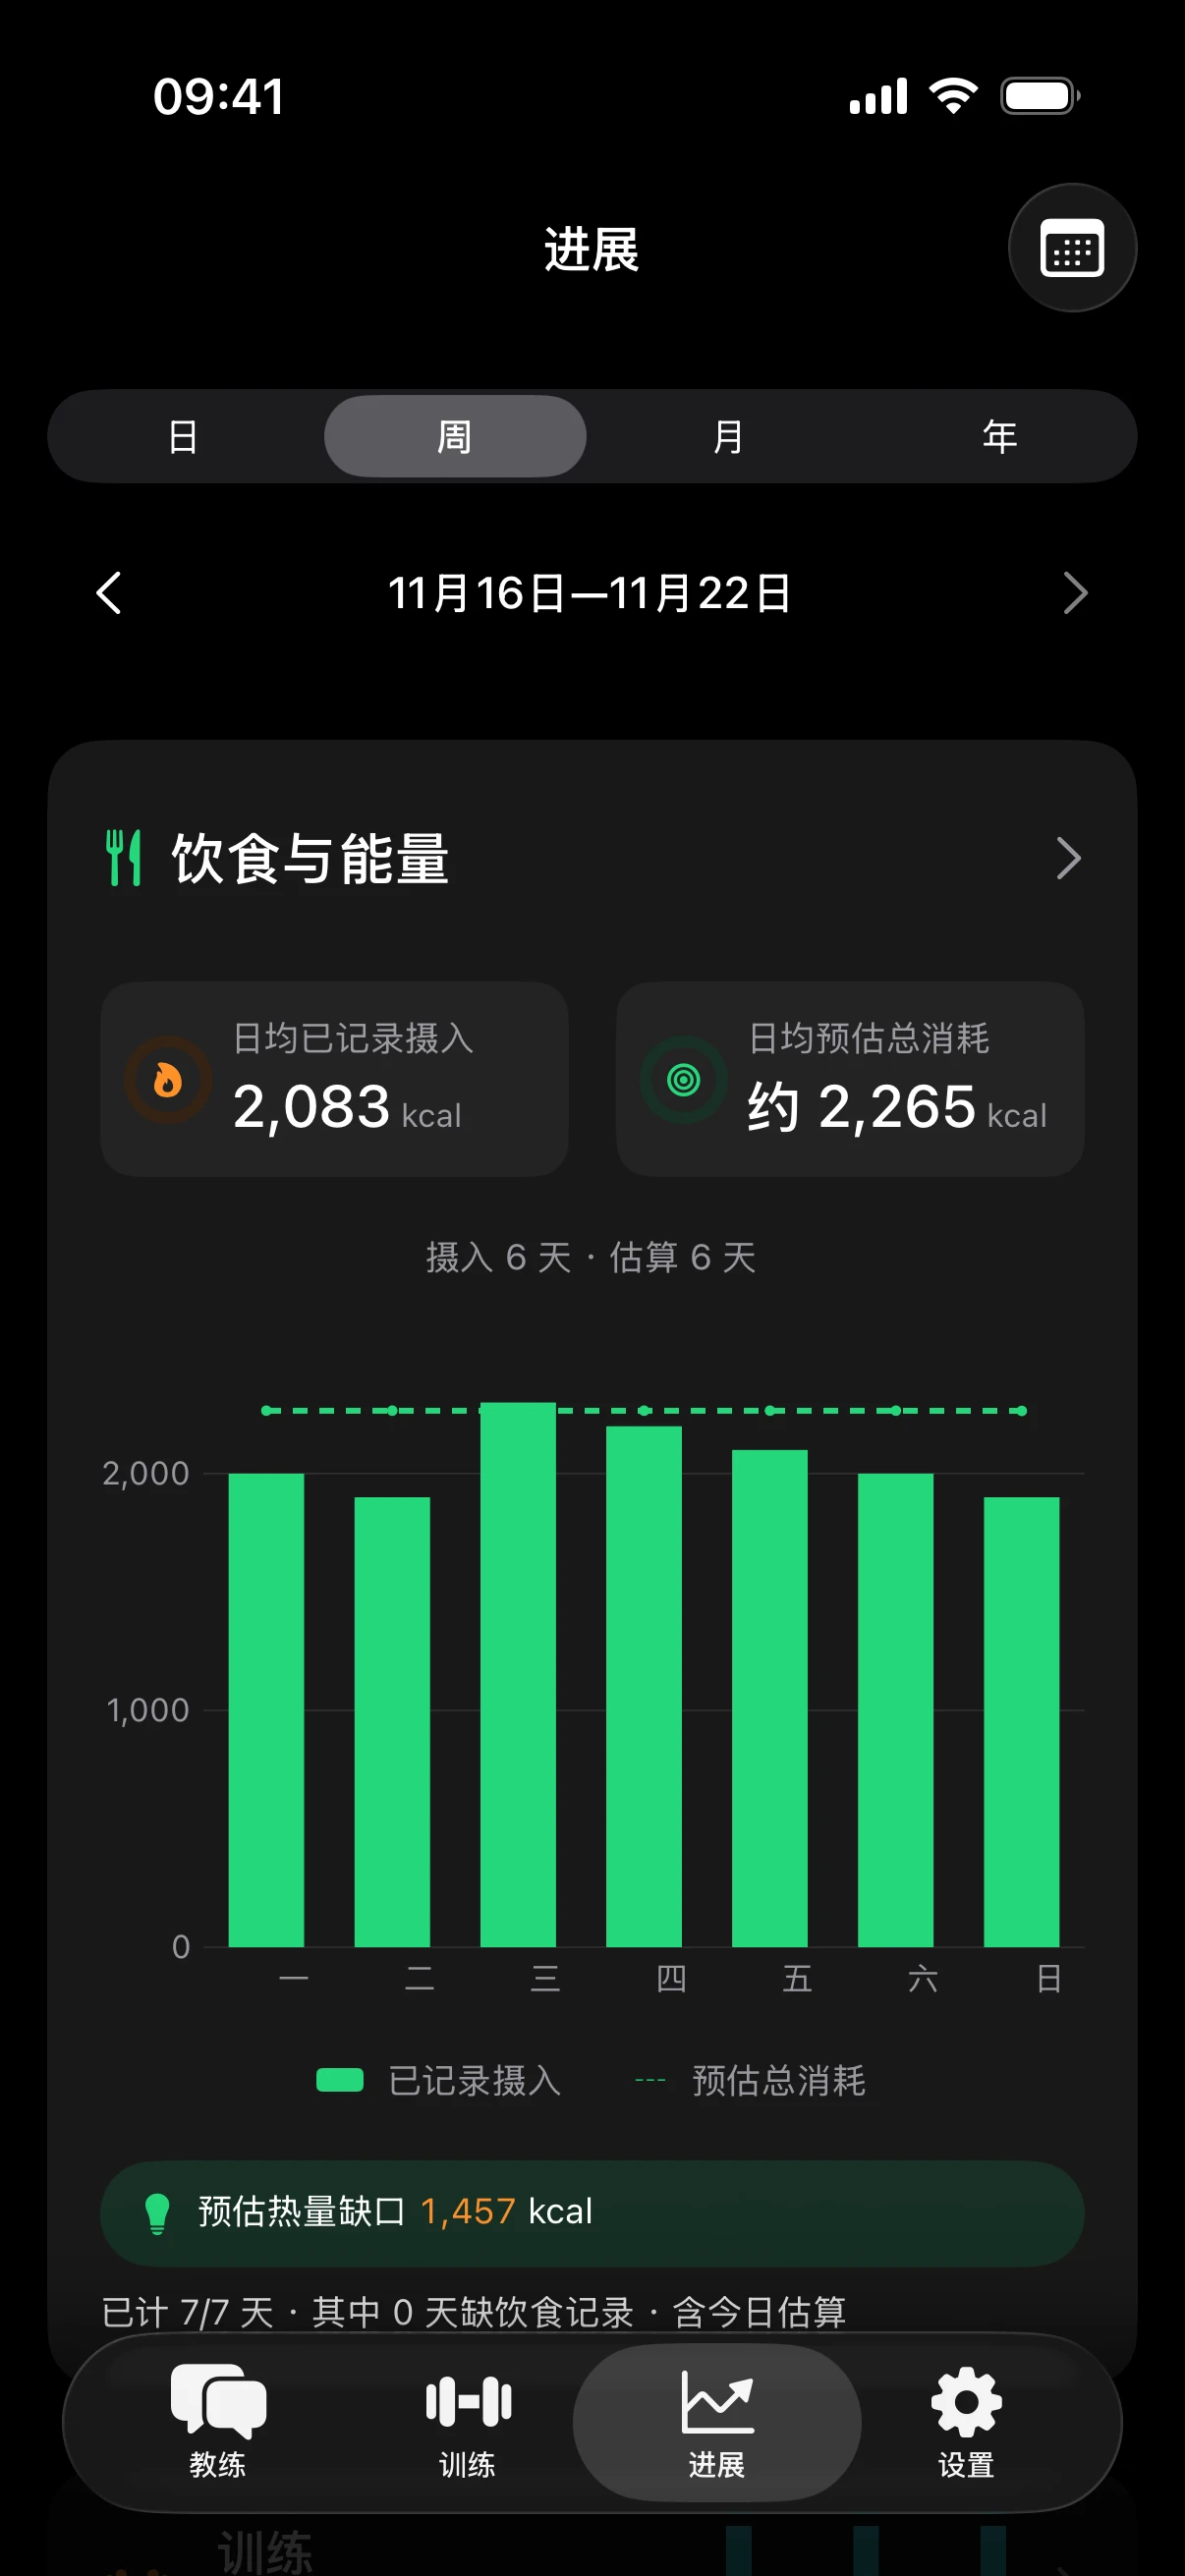 09:41
进展
日 周 月 年
11月16日—11月22日
饮食与能量
日均已记录摄入
2,083 kcal
日均预估总消耗
约 2,265 kcal
摄入 6 天 · 估算 6 天
2,000
1,000
0
一 二 三 四 五 六 日
已记录摄入 预估总消耗
预估热量缺口 1,457 kcal
已计 7/7 天 · 其中 0 天缺饮食记录 · 含今日估算
教练 训练 进展 设置
训练